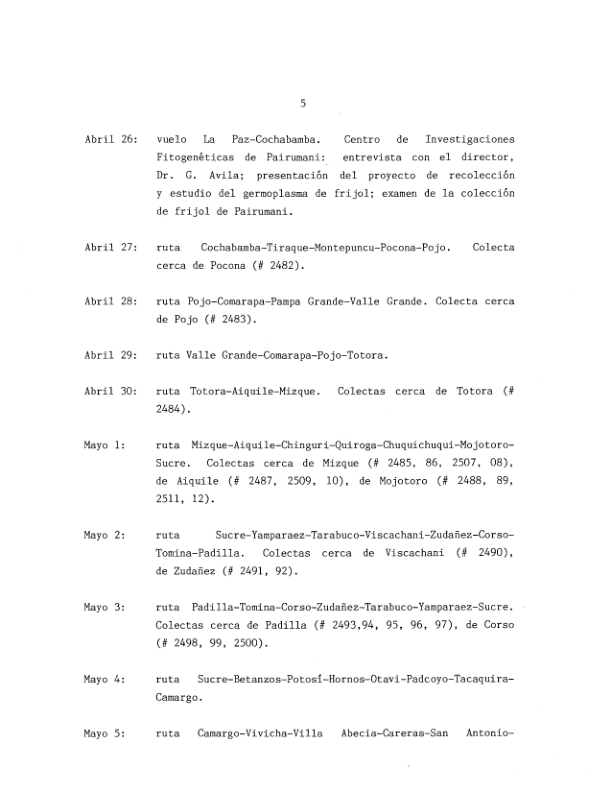 5
Abril 26: vuelo La Paz-Cochabamba. Centro de Investigaciones
Fitogenéticas de Pairumani: entrevista con el director,
Dr. G. Avila; presentación del proyecto de recolección
y estudio del germoplasma de frijol; examen de la colección
de frijol de Pairumani.
Abril 27: ruta Cochabamba-Tiraque-Montepuncu-Pocona-Pojo. Colecta
cerca de Pocona (# 2482).
Abril 28: ruta Pojo-Comarapa-Pampa Grande-Valle Grande. Colecta cerca
de Pojo (# 2483).
Abril 29: ruta Valle Grande-Comarapa-Pojo-Totora.
Abril 30: ruta Totora-Aiquile-Mizque. Colectas cerca de Totora (#
2484).
Mayo 1: ruta Mizque-Aiquile-Chinguri-Quiroga-Chuquichuqui-Mojotoro-
Sucre. Colectas cerca de Mizque (# 2485, 86, 2507, 08),
de Aiquile (# 2487, 2509, 10), de Mojotoro (# 2488, 89,
2511, 12).
Mayo 2: ruta Sucre-Yamparaez-Tarabuco-Viscachani-Zudañez-Corso-
Tomina-Padilla. Colectas cerca de Viscachani (# 2490),
de Zudañez (# 2491, 92).
Mayo 3: ruta Padilla-Tomina-Corso-Zudañez-Tarabuco-Yamparaez-Sucre.
Colectas cerca de Padilla (# 2493,94, 95, 96, 97), de Corso
(# 2498, 99, 2500).
Mayo 4: ruta Sucre-Betanzos-Potosí-Hornos-Otavi-Padcoyo-Tacaquira-
Camargo.
Mayo 5: ruta Camargo-Vivicha-Villa Abecia-Careras-San Antonio-